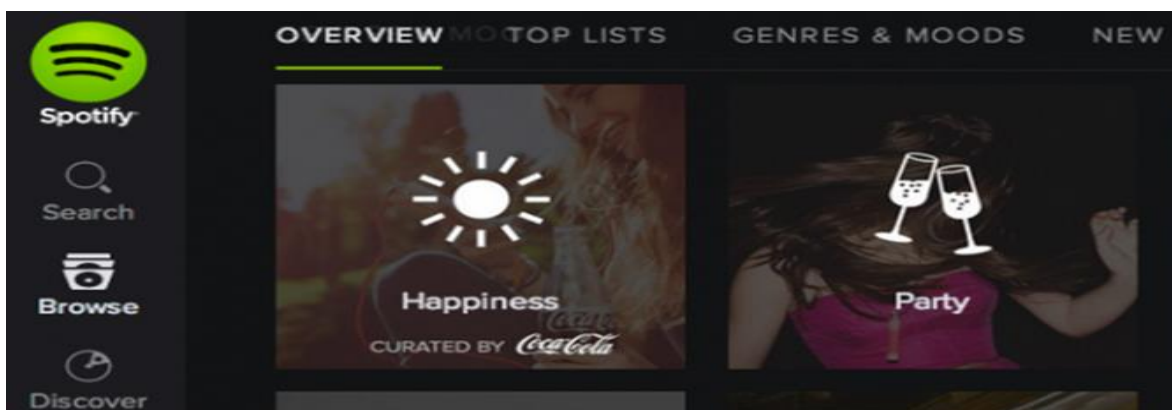 Spotify
Search
Browse
Discover
OVERVIEW TOP LISTS GENRES & MOODS NEW
Happiness
CURATED BY Coca-Cola
Party